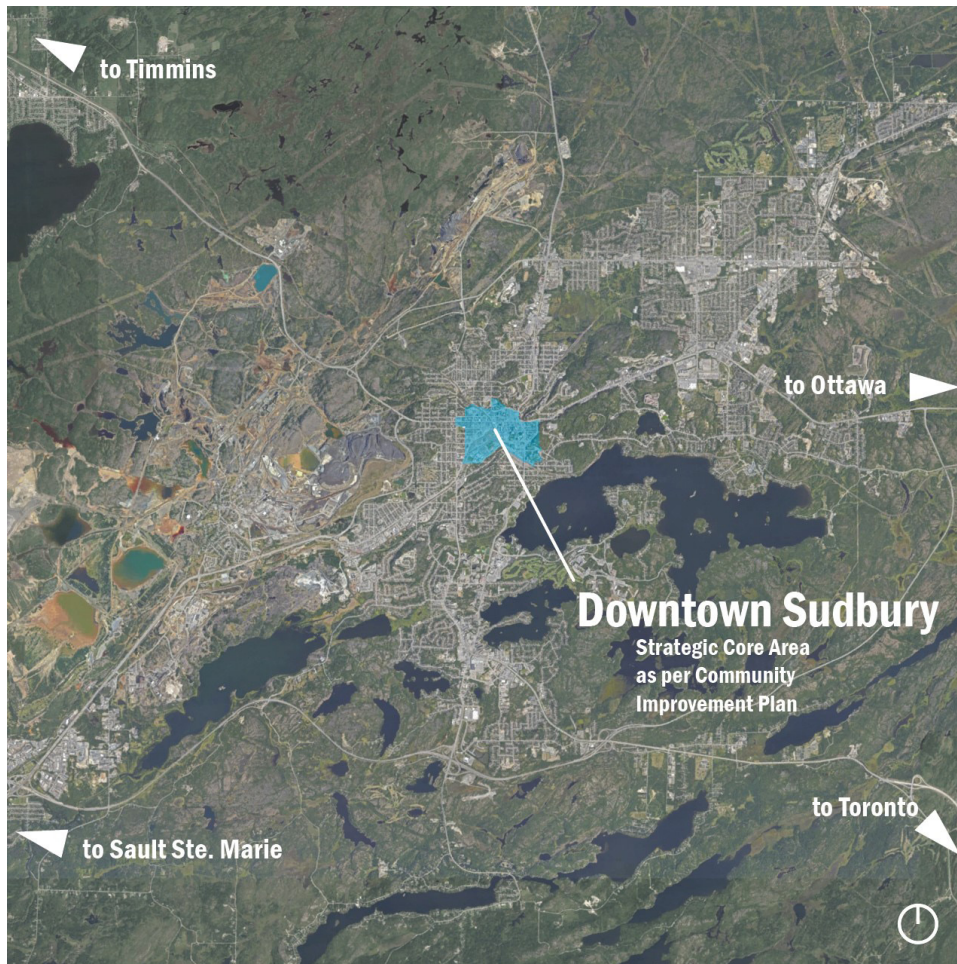 to Timmins
to Ottawa
Downtown Sudbury
Strategic Core Area
as per Community
Improvement Plan
to Toronto
to Sault Ste. Marie